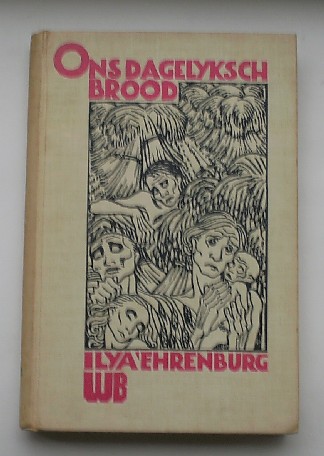 ONS DAGELYKSCH
BROOD
ILYA EHRENBURG
WB